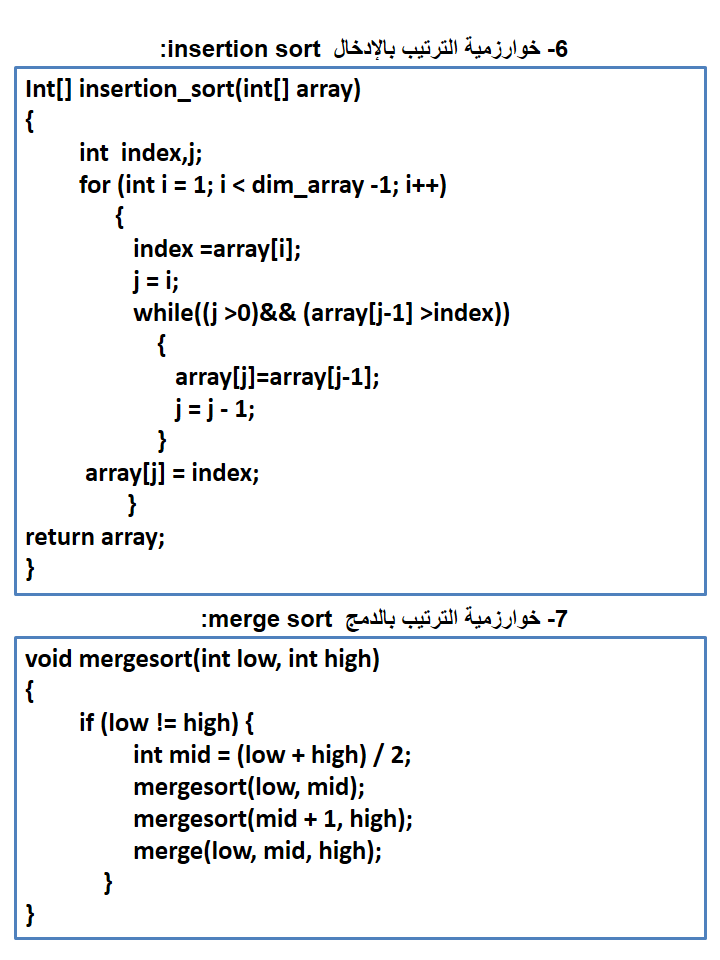 6- خوارزمية الترتيب بالإدخال insertion sort:
Int[] insertion_sort(int[] array)
{
int index,j;
for (int i = 1; i < dim_array -1; i++)
{
index =array[i];
j = i;
while((j >0)&& (array[j-1] >index))
{
array[j]=array[j-1];
j = j - 1;
}
array[j] = index;
}
return array;
}
7- خوارزمية الترتيب بالدمج merge sort:
void mergesort(int low, int high)
{
if (low != high) {
int mid = (low + high) / 2;
mergesort(low, mid);
mergesort(mid + 1, high);
merge(low, mid, high);
}
}